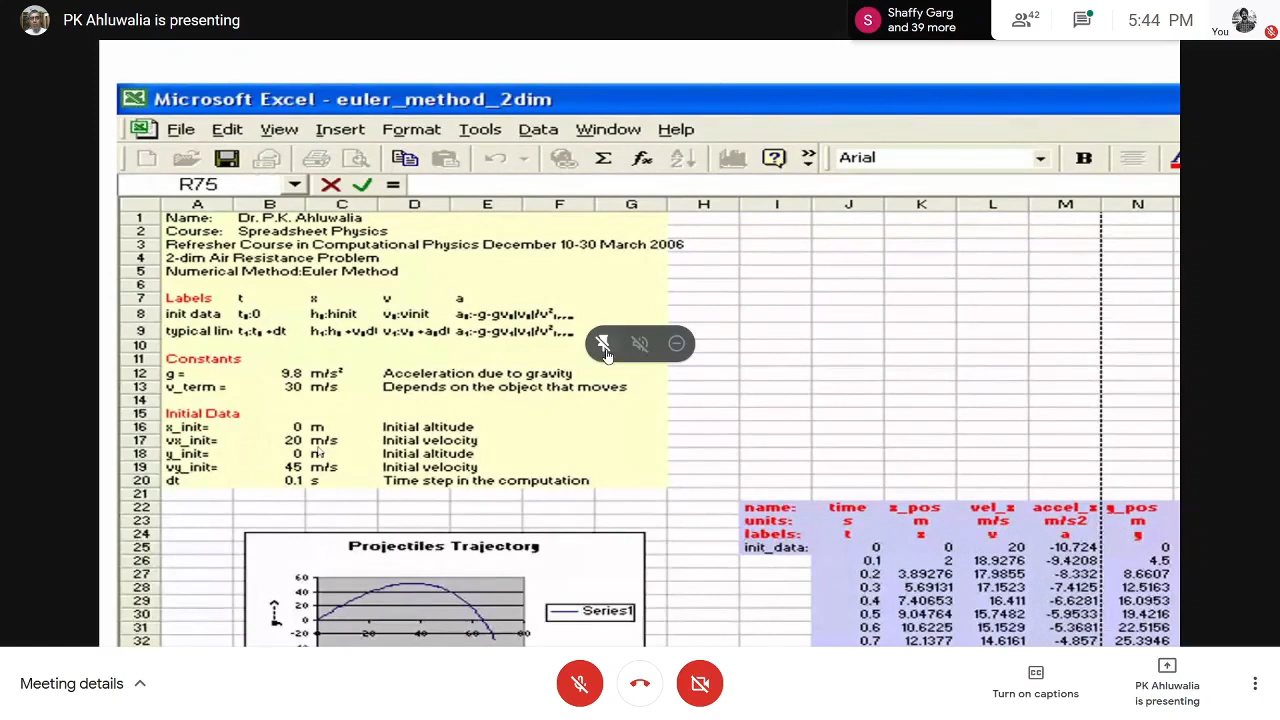 PK Ahluwalia is presenting
S
Shaffy Garg
and 39 more
42
5:44 PM
You
Microsoft Excel - euler_method_2dim
File Edit View Insert Format Tools Data Window Help
Arial B
R75 =
A B C D E F G H I J K L M N
1 Name: Dr. P.K. Ahluwalia
2 Course: Spreadsheet Physics
3 Refresher Course in Computational Physics December 10-30 March 2006
4 2-dim Air Resistance Problem
5 Numerical Method:Euler Method
6
7 Labels t x v a
8 init data t₀:0 h₀:hinit v₀:vinit
9 typical lin
10
11 Constants
12 g = 9.8 m/s² Acceleration due to gravity
13 v_term = 30 m/s Depends on the object that moves
14
15 Initial Data
16 x_init= 0 m Initial altitude
17 vx_init= 20 m/s Initial velocity
18 y_init= 0 m Initial altitude
19 vy_init= 45 m/s Initial velocity
20 dt 0.1 s Time step in the computation
21
22 name: time x_pos vel_x accel_x y_pos
23 units: s m m/s m/s2 m
24 labels: t x v a y
25 init_data: 0 0 20 -10.724 0
26 0.1 2 18.9276 -9.4208 4.5
27 0.2 3.89276 17.9855 -8.332 8.6607
28 0.3 5.69131 17.1523 -7.4125 12.5163
29 0.4 7.40653 16.411 -6.6281 16.0953
30 0.5 9.04764 15.7482 -5.9533 19.4216
31 0.6 10.6225 15.1529 -5.3681 22.5156
32 0.7 12.1377 14.6161 -4.857 25.3946
Projectiles Trajectory
60
40
20
0
-20
20 40 60 80
y-->
Series1
Meeting details
Turn on captions
PK Ahluwalia
is presenting